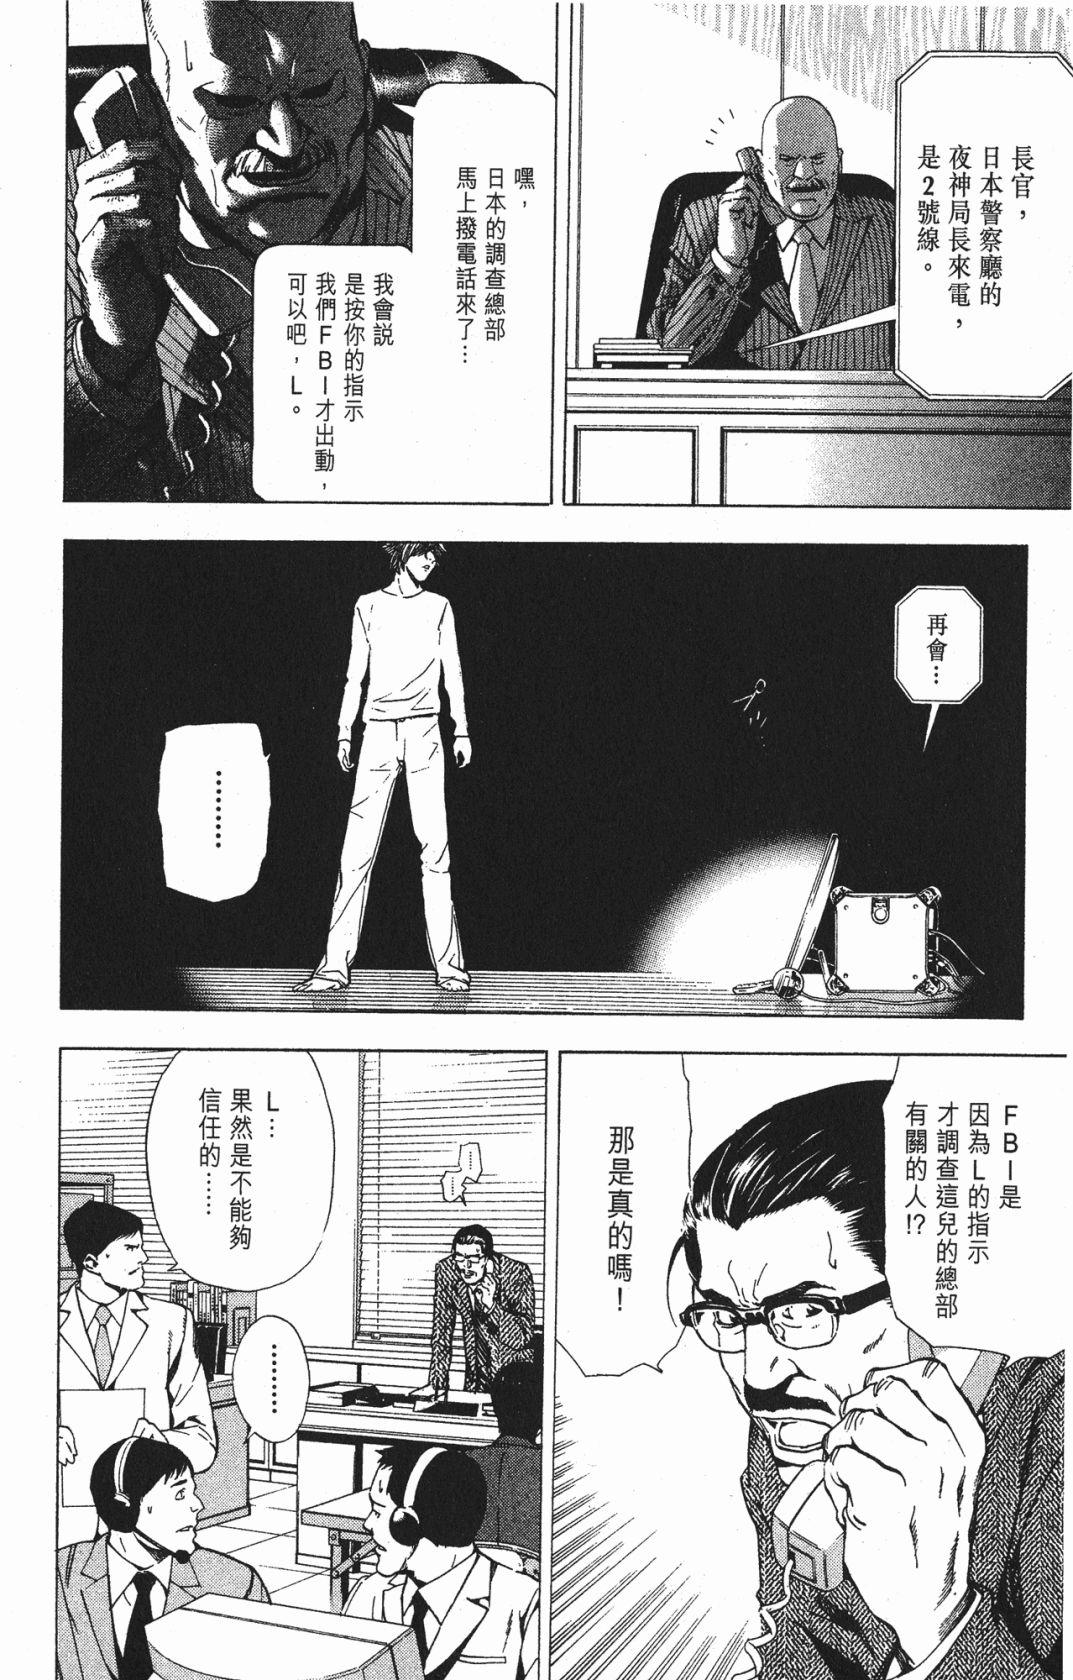 長官，
日本警察廳的
夜神局長來電，
是2號線。
嘿，
日本的調查總部
馬上撥電話來了…
我會説
是按你的指示
我們FBI才出動，
可以吧，L。
再會…
………
FBI是
因為L的指示
才調查這兒的總部
有關的人!?
那是真的嗎！
……
L…
果然是不能夠
信任的……
………